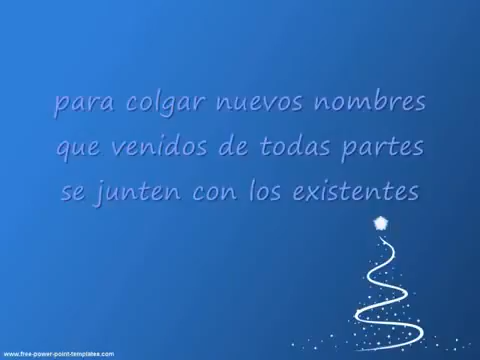 para colgar nuevos nombres
que venidos de todas partes
se junten con los existentes
www.free-power-point-templates.com